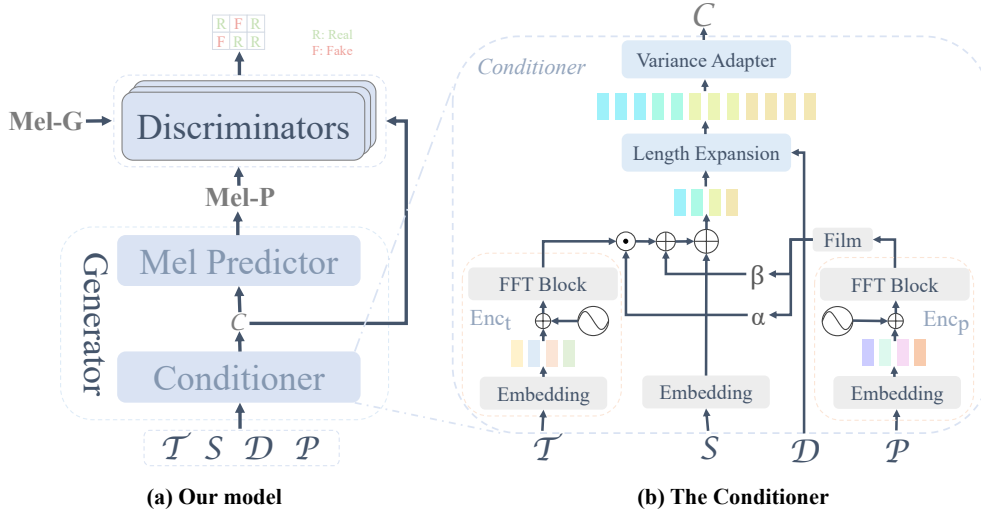 R F R
F R R
R: Real
F: Fake
Mel-G
Discriminators
Mel-P
Generator
Mel Predictor
C
Conditioner
T S D P
(a) Our model
C
Conditioner
Variance Adapter
Length Expansion
Film
FFT Block
β
FFT Block
Enct
α
Encp
Embedding
Embedding
Embedding
T
S
D
P
(b) The Conditioner